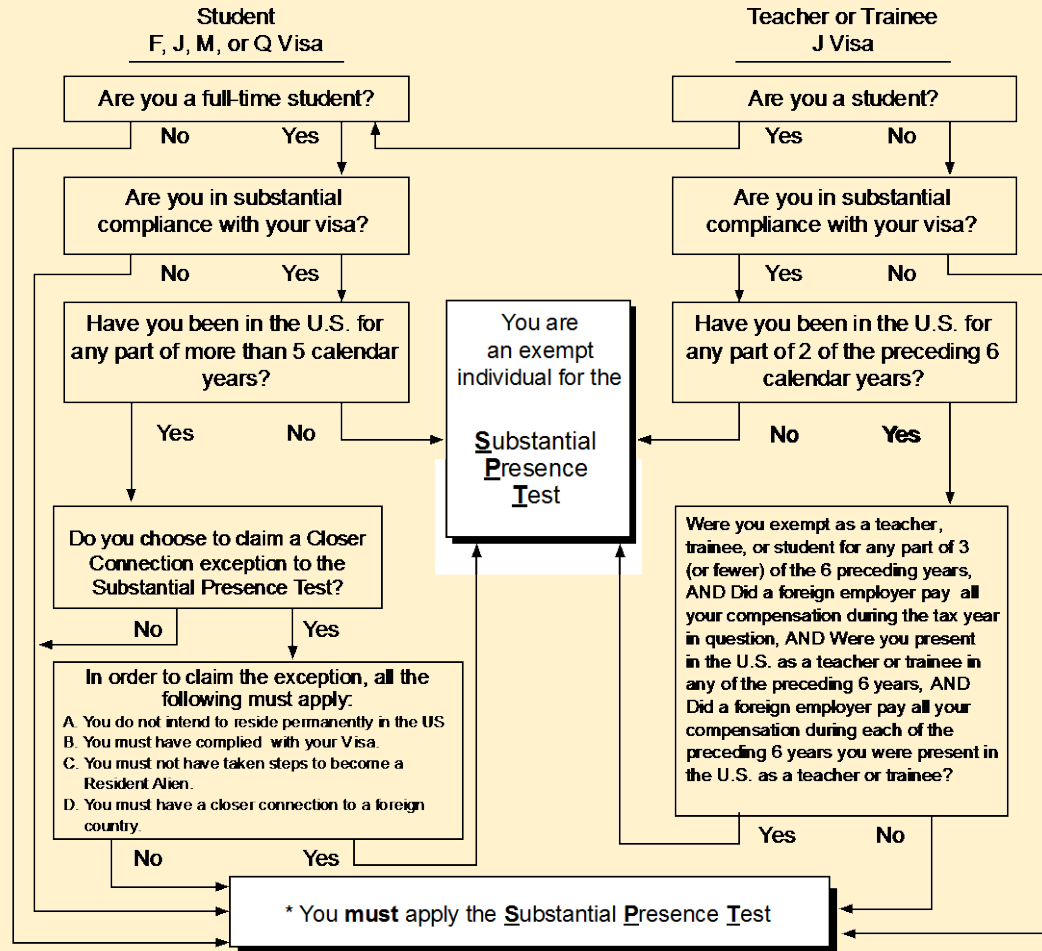 Student
F, J, M, or Q Visa
Teacher or Trainee
J Visa
Are you a full-time student?
Are you a student?
No
Yes
Yes
No
Are you in substantial
compliance with your visa?
Are you in substantial
compliance with your visa?
No
Yes
Yes
No
Have you been in the U.S. for
any part of more than 5 calendar
years?
You are
an exempt
individual for the
Substantial
Presence
Test
Have you been in the U.S. for
any part of 2 of the preceding 6
calendar years?
Yes
No
No
Yes
Do you choose to claim a Closer
Connection exception to the
Substantial Presence Test?
Were you exempt as a teacher,
trainee, or student for any part of 3
(or fewer) of the 6 preceding years,
AND Did a foreign employer pay all
your compensation during the tax year
in question, AND Were you present
in the U.S. as a teacher or trainee in
any of the preceding 6 years, AND
Did a foreign employer pay all your
compensation during each of the
preceding 6 years you were present in
the U.S. as a teacher or trainee?
No
Yes
In order to claim the exception, all the
following must apply:
A. You do not intend to reside permanently in the US
B. You must have complied with your Visa.
C. You must not have taken steps to become a
Resident Alien.
D. You must have a closer connection to a foreign
country.
Yes
No
No
Yes
* You must apply the Substantial Presence Test